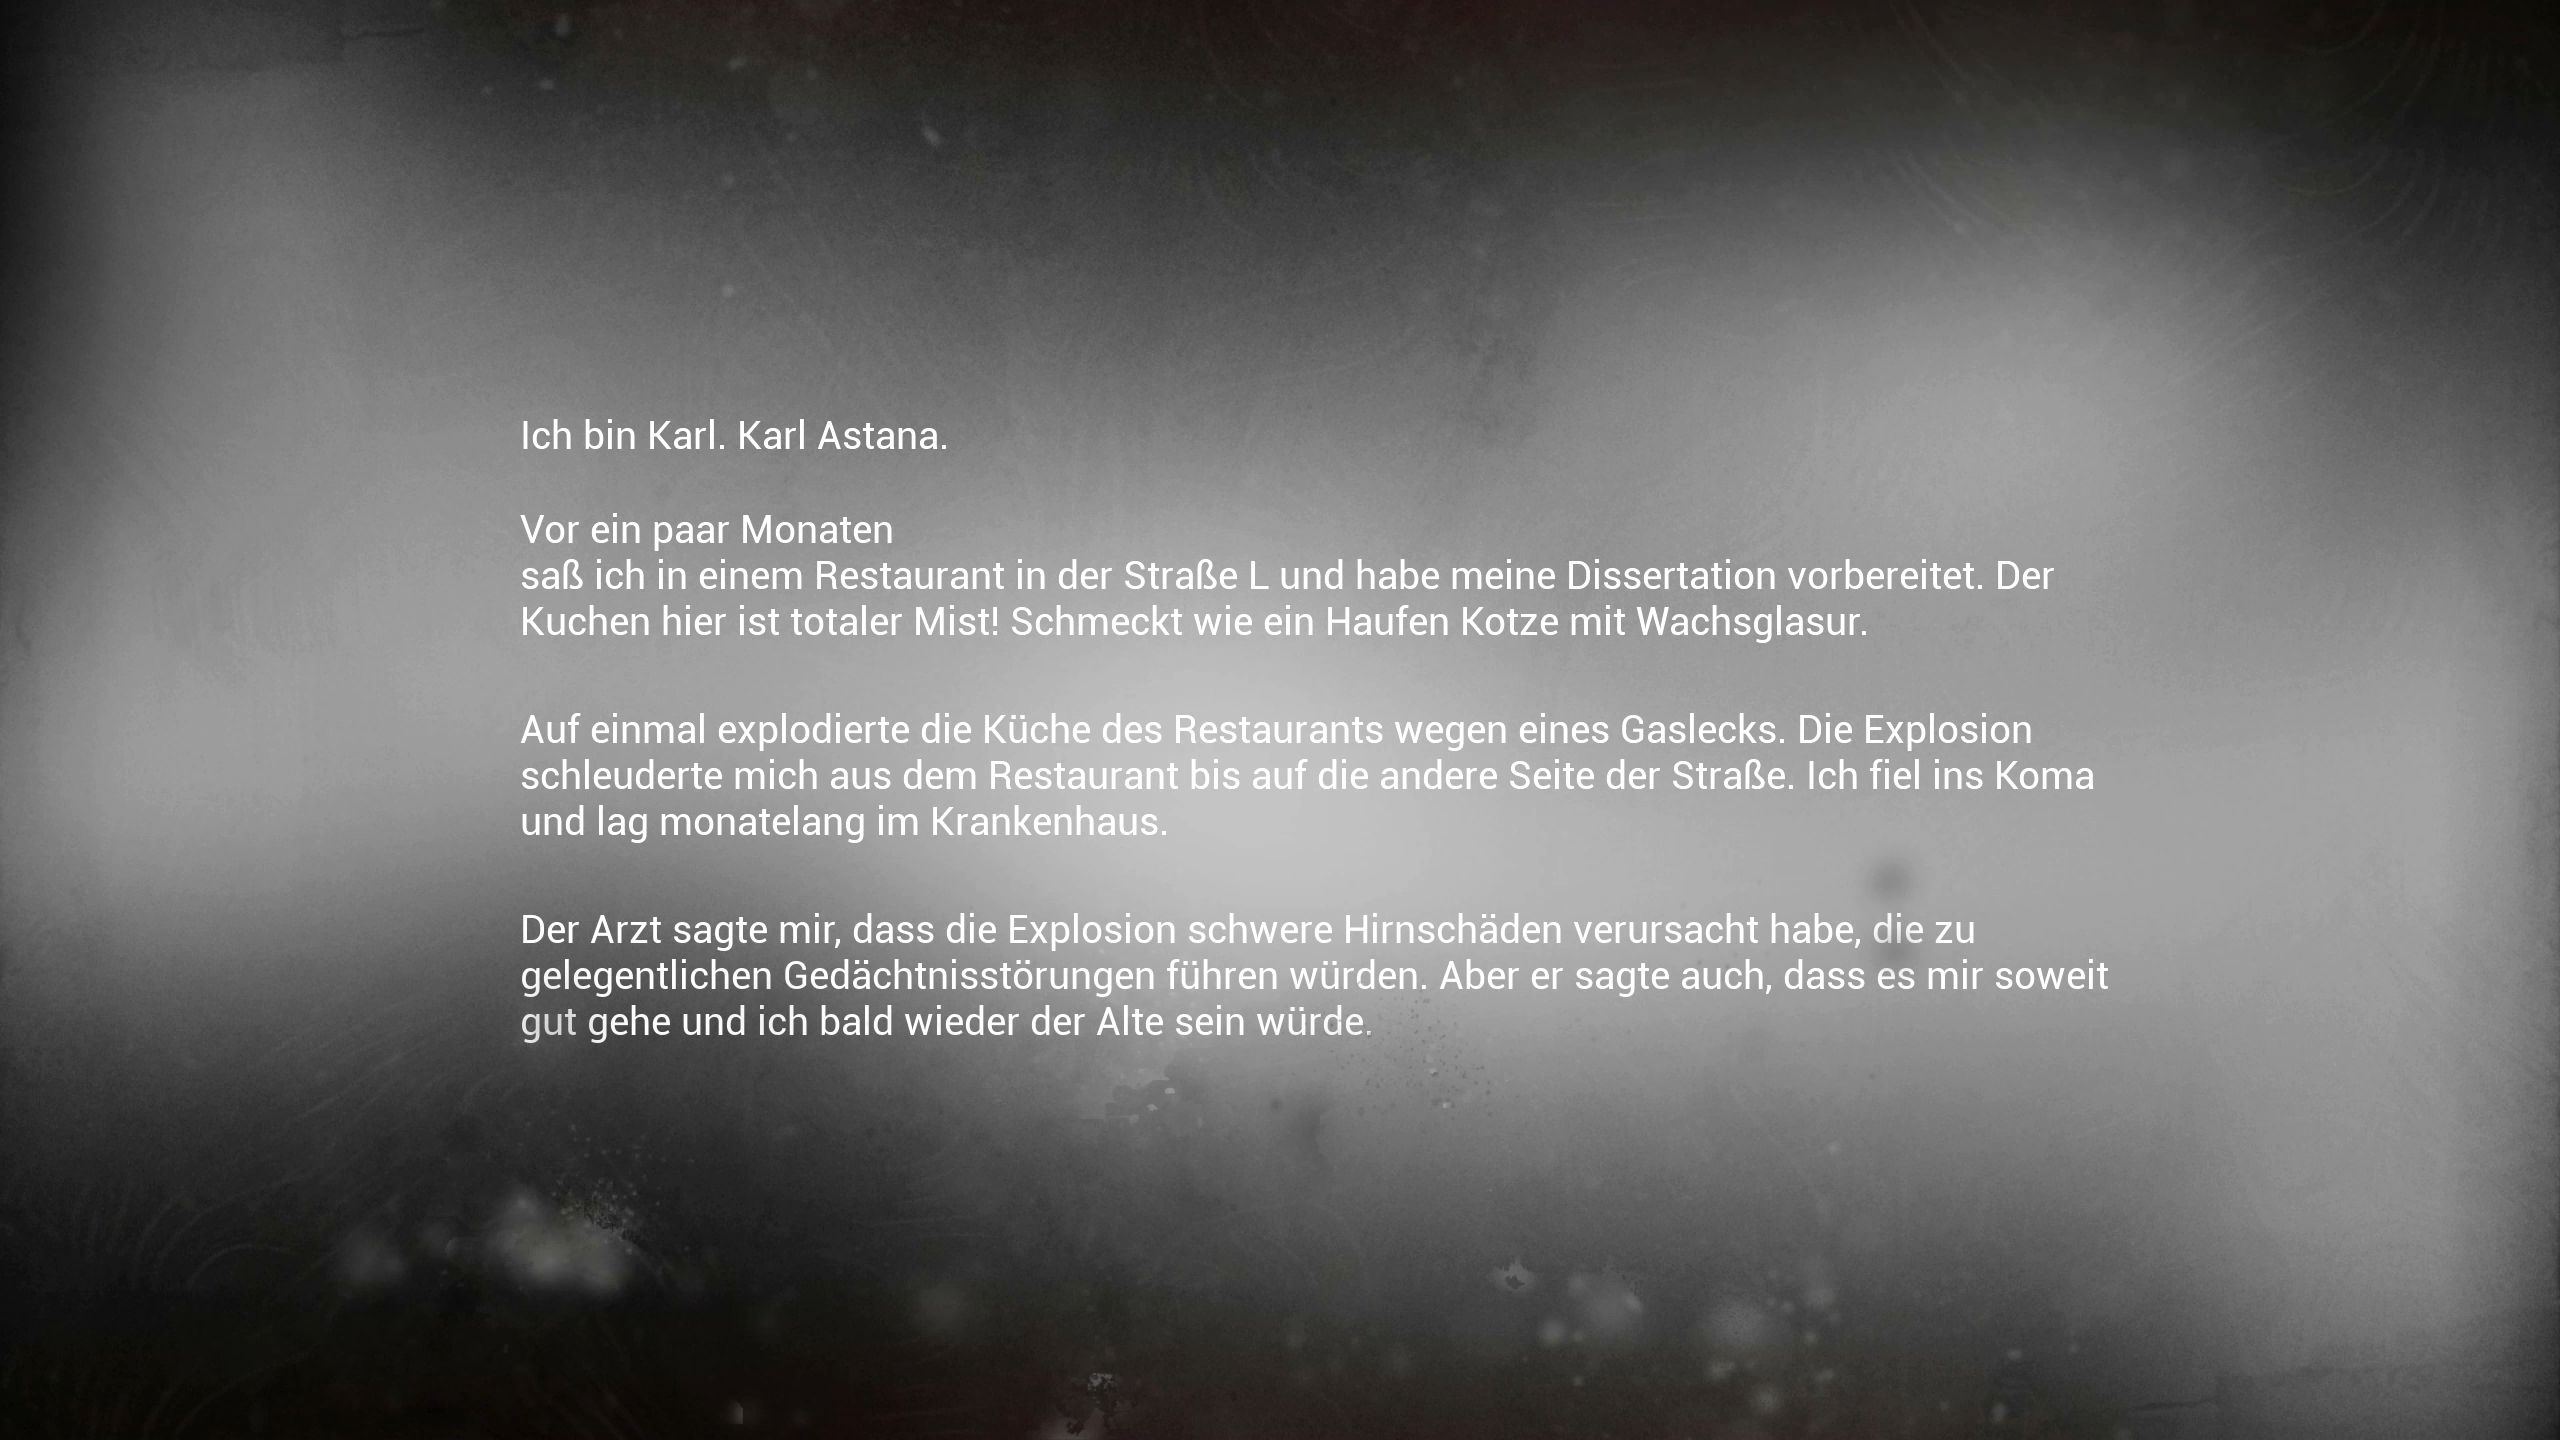 Ich bin Karl. Karl Astana.
Vor ein paar Monaten
saß ich in einem Restaurant in der Straße L und habe meine Dissertation vorbereitet. Der
Kuchen hier ist totaler Mist! Schmeckt wie ein Haufen Kotze mit Wachsglasur.
Auf einmal explodierte die Küche des Restaurants wegen eines Gaslecks. Die Explosion
schleuderte mich aus dem Restaurant bis auf die andere Seite der Straße. Ich fiel ins Koma
und lag monatelang im Krankenhaus.
Der Arzt sagte mir, dass die Explosion schwere Hirnschäden verursacht habe, die zu
gelegentlichen Gedächtnisstörungen führen würden. Aber er sagte auch, dass es mir soweit
gut gehe und ich bald wieder der Alte sein würde.